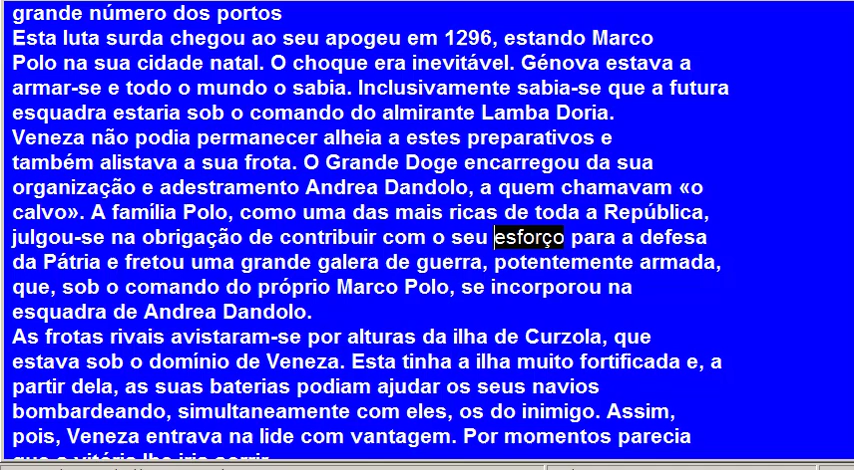 grande número dos portos
Esta luta surda chegou ao seu apogeu em 1296, estando Marco
Polo na sua cidade natal. O choque era inevitável. Génova estava a
armar-se e todo o mundo o sabia. Inclusivamente sabia-se que a futura
esquadra estaria sob o comando do almirante Lamba Doria.
Veneza não podia permanecer alheia a estes preparativos e
também alistava a sua frota. O Grande Doge encarregou da sua
organização e adestramento Andrea Dandolo, a quem chamavam «o
calvo». A família Polo, como uma das mais ricas de toda a República,
julgou-se na obrigação de contribuir com o seu esforço para a defesa
da Pátria e fretou uma grande galera de guerra, potentemente armada,
que, sob o comando do próprio Marco Polo, se incorporou na
esquadra de Andrea Dandolo.
As frotas rivais avistaram-se por alturas da ilha de Curzola, que
estava sob o domínio de Veneza. Esta tinha a ilha muito fortificada e, a
partir dela, as suas baterias podiam ajudar os seus navios
bombardeando, simultaneamente com eles, os do inimigo. Assim,
pois, Veneza entrava na lide com vantagem. Por momentos parecia
que a vitória lhe iria sorrir